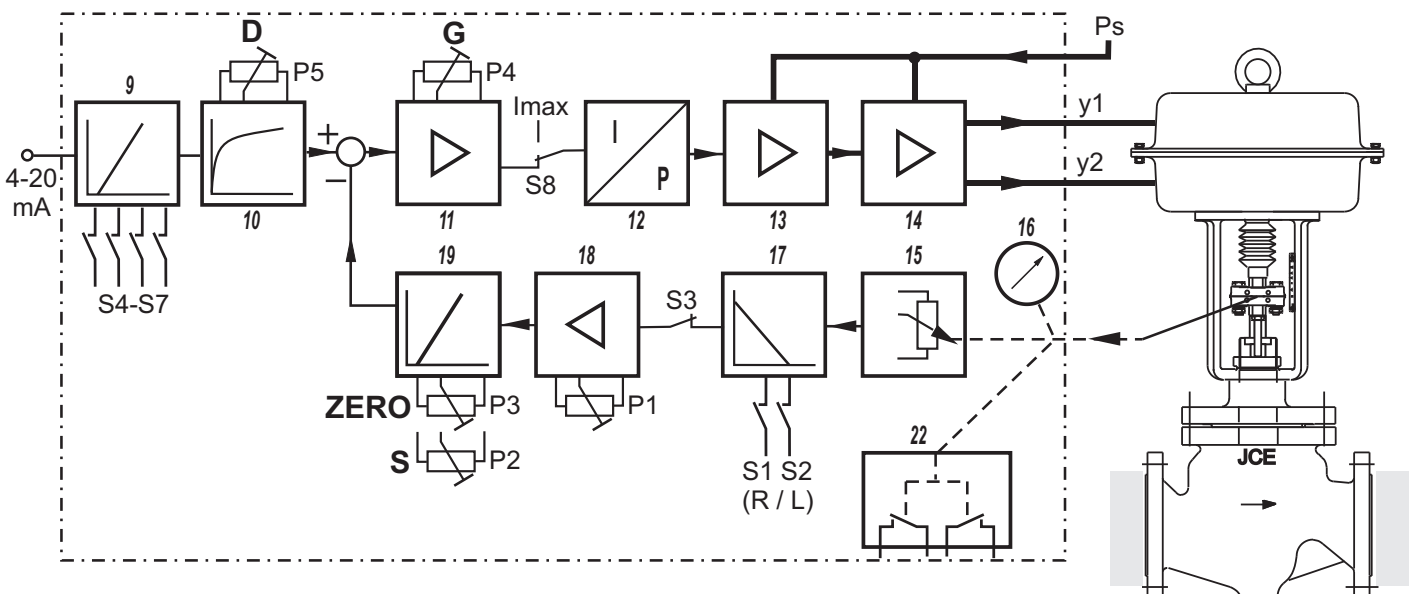 D
G
Ps
9
P5
P4
Imax
y1
+
I
P
4-20
mA
−
S8
y2
10
11
12
13
14
16
19
18
17
15
S4-S7
S3
ZERO
P3
P1
S
P2
S1 S2
(R / L)
22
JCE